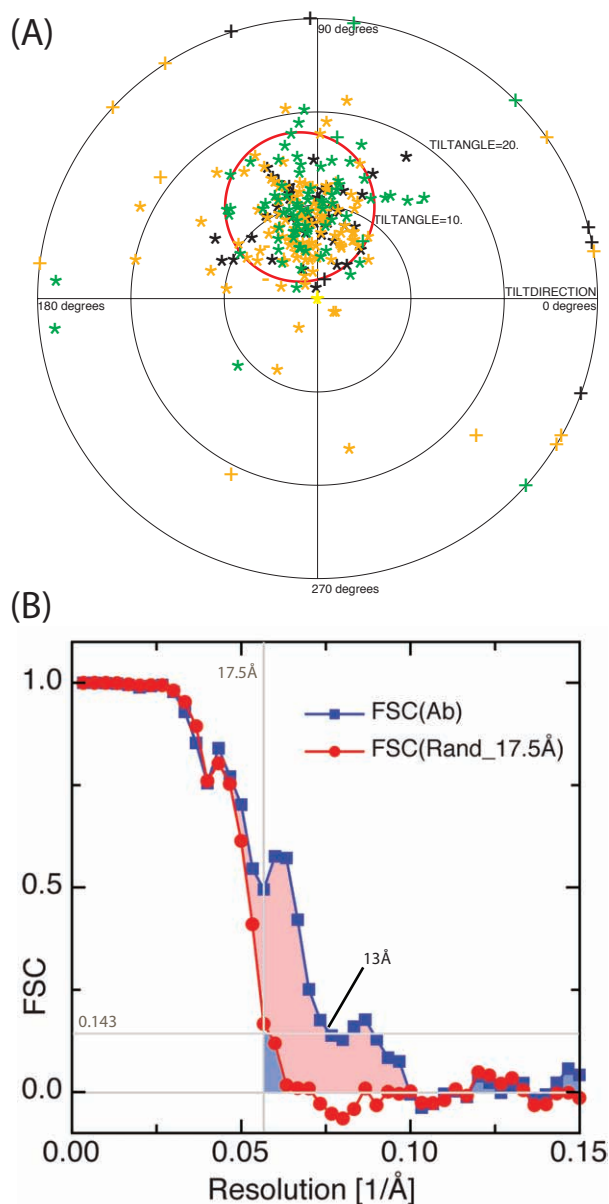 (A)
90 degrees
TILTANGLE=20.
TILTANGLE=10.
TILTDIRECTION
180 degrees
0 degrees
270 degrees
(B)
17.5Å
1.0
FSC(Ab)
FSC(Rand_17.5Å)
0.5
13Å
FSC
0.143
0.0
0.00
0.05
0.10
0.15
Resolution [1/Å]